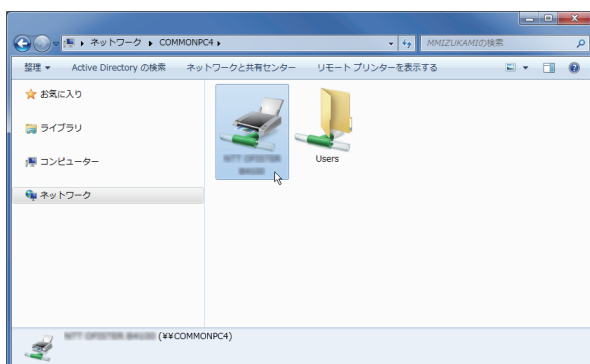 ネットワーク ▸ COMMONPC4 ▸
MMIZUKAMIの検索
整理 ▼ Active Directory の検索 ネットワークと共有センター リモート プリンターを表示する
お気に入り
ライブラリ
コンピューター
ネットワーク
Users
(¥¥COMMONPC4)